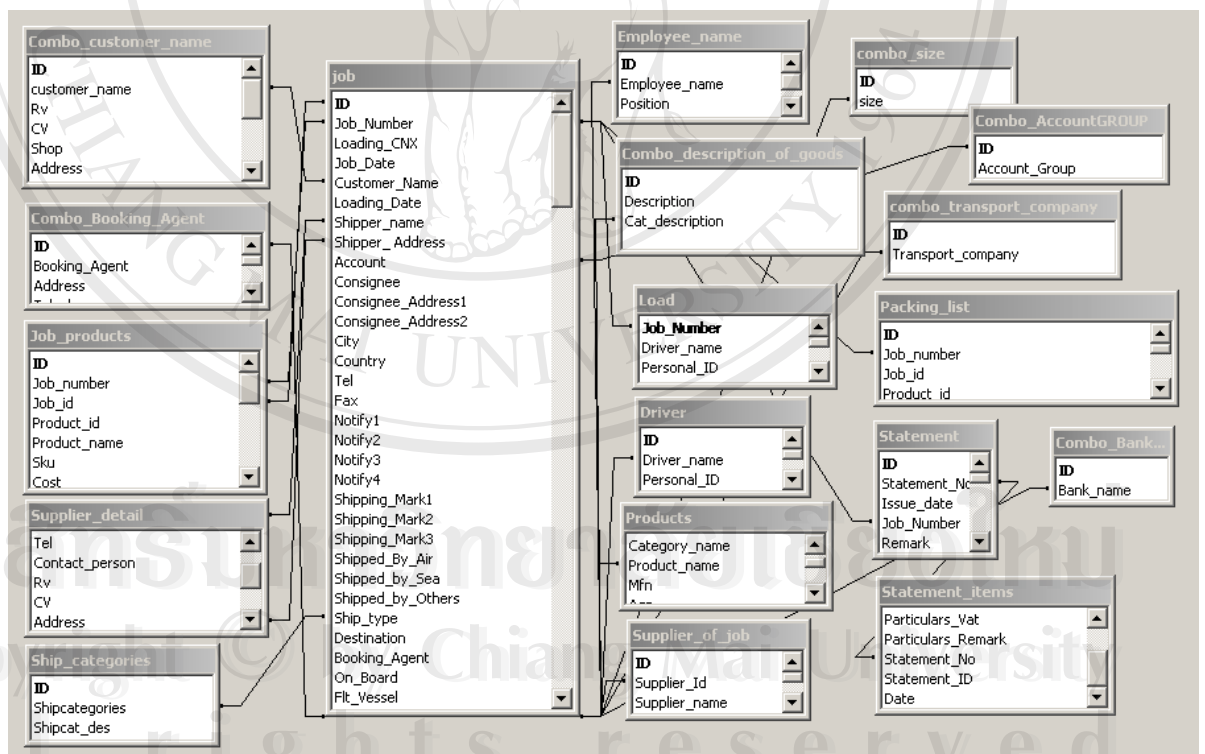 Combo_customer_name
ID
customer_name
Rv
CV
Shop
Address
Combo_Booking_Agent
ID
Booking_Agent
Address
Job_products
ID
Job_number
Job_id
Product_id
Product_name
Sku
Cost
Supplier_detail
Tel
Contact_person
Rv
CV
Address
Ship_categories
ID
Shipcategories
Shipcat_des
job
ID
Job_Number
Loading_CNX
Job_Date
Customer_Name
Loading_Date
Shipper_name
Shipper_ Address
Account
Consignee
Consignee_Address1
Consignee_Address2
City
Country
Tel
Fax
Notify1
Notify2
Notify3
Notify4
Shipping_Mark1
Shipping_Mark2
Shipping_Mark3
Shipped_By_Air
Shipped_by_Sea
Shipped_by_Others
Ship_type
Destination
Booking_Agent
On_Board
Flt_Vessel
Employee_name
ID
Employee_name
Position
Combo_description_of_goods
ID
Description
Cat_description
Load
Job_Number
Driver_name
Personal_ID
Driver
ID
Driver_name
Personal_ID
Products
Category_name
Product_name
Mfn
Supplier_of_job
ID
Supplier_Id
Supplier_name
combo_size
ID
size
Combo_AccountGROUP
ID
Account_Group
combo_transport_company
ID
Transport_company
Packing_list
ID
Job_number
Job_id
Product_id
Statement
ID
Statement_No
Issue_date
Job_Number
Remark
Combo_Bank...
ID
Bank_name
Statement_items
Particulars_Vat
Particulars_Remark
Statement_No
Statement_ID
Date
CHIANG MAI UNIVERSITY 1964
by Chiang Mai University
rights reserved